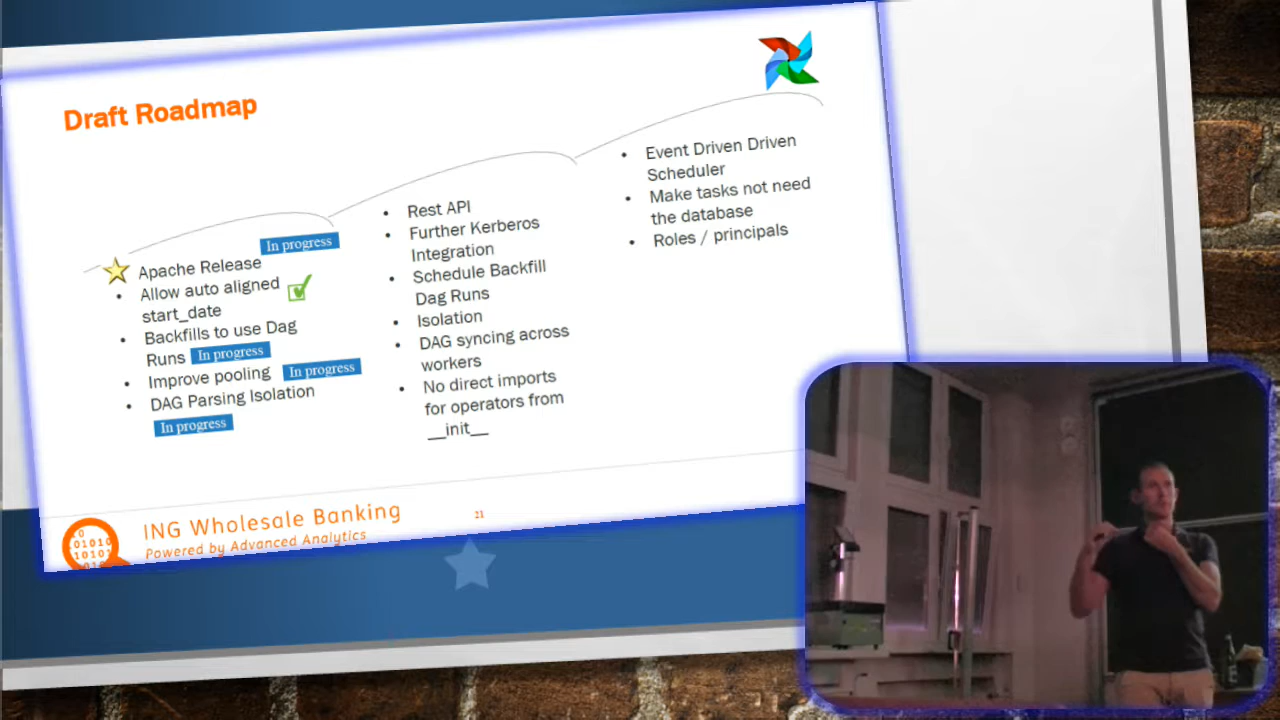 Draft Roadmap
In progress
Apache Release
• Allow auto aligned
start_date
• Backfills to use Dag
Runs In progress
• Improve pooling In progress
• DAG Parsing Isolation
In progress
• Rest API
• Further Kerberos
Integration
• Schedule Backfill
Dag Runs
• Isolation
• DAG syncing across
workers
• No direct imports
for operators from
__init__
• Event Driven Driven
Scheduler
• Make tasks not need
the database
• Roles / principals
ING Wholesale Banking
Powered by Advanced Analytics
21